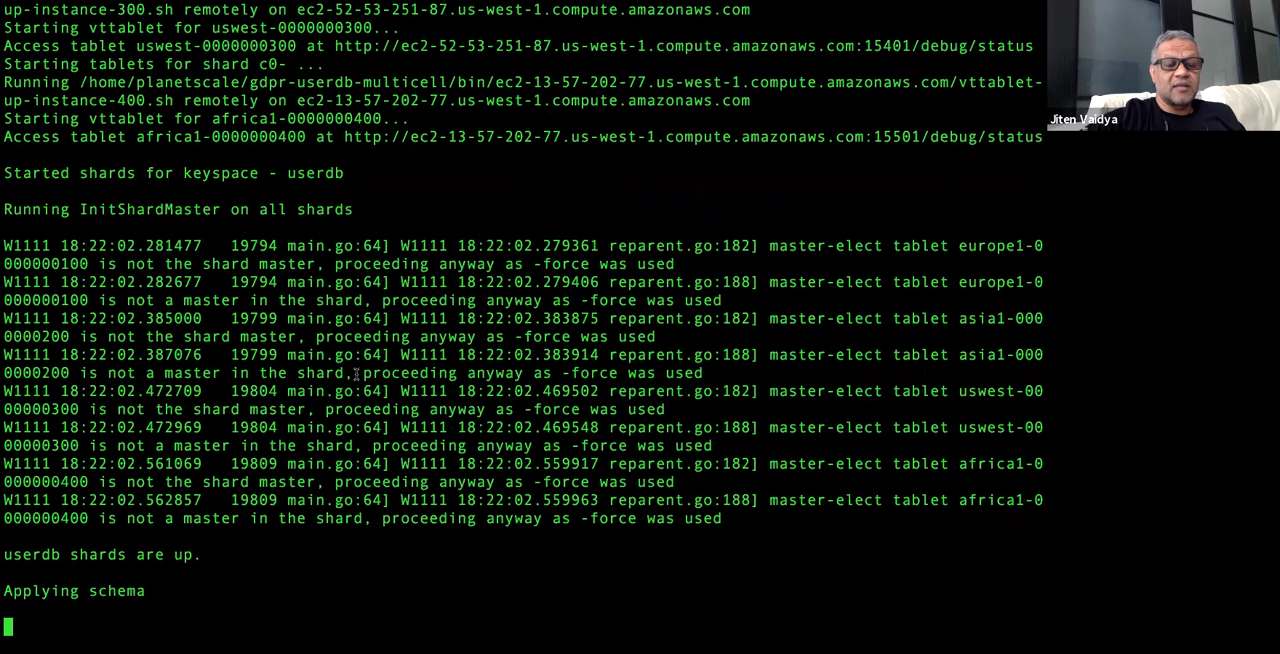 up-instance-300.sh remotely on ec2-52-53-251-87.us-west-1.compute.amazonaws.com
Starting vttablet for uswest-0000000300...
Access tablet uswest-0000000300 at http://ec2-52-53-251-87.us-west-1.compute.amazonaws.com:15401/debug/status
Starting tablets for shard c0- ...
Running /home/planetscale/gdpr-userdb-multicell/bin/ec2-13-57-202-77.us-west-1.compute.amazonaws.com/vttablet-
up-instance-400.sh remotely on ec2-13-57-202-77.us-west-1.compute.amazonaws.com
Starting vttablet for africa1-0000000400...
Access tablet africa1-0000000400 at http://ec2-13-57-202-77.us-west-1.compute.amazonaws.com:15501/debug/status
Jiten Vaidya
Started shards for keyspace - userdb
Running InitShardMaster on all shards
W1111 18:22:02.281477   19794 main.go:64] W1111 18:22:02.279361 reparent.go:182] master-elect tablet europe1-0
000000100 is not the shard master, proceeding anyway as -force was used
W1111 18:22:02.282677   19794 main.go:64] W1111 18:22:02.279406 reparent.go:188] master-elect tablet europe1-0
000000100 is not a master in the shard, proceeding anyway as -force was used
W1111 18:22:02.385000   19799 main.go:64] W1111 18:22:02.383875 reparent.go:182] master-elect tablet asia1-000
0000200 is not the shard master, proceeding anyway as -force was used
W1111 18:22:02.387076   19799 main.go:64] W1111 18:22:02.383914 reparent.go:188] master-elect tablet asia1-000
0000200 is not a master in the shard, proceeding anyway as -force was used
W1111 18:22:02.472709   19804 main.go:64] W1111 18:22:02.469502 reparent.go:182] master-elect tablet uswest-00
00000300 is not the shard master, proceeding anyway as -force was used
W1111 18:22:02.472969   19804 main.go:64] W1111 18:22:02.469548 reparent.go:188] master-elect tablet uswest-00
00000300 is not a master in the shard, proceeding anyway as -force was used
W1111 18:22:02.561069   19809 main.go:64] W1111 18:22:02.559917 reparent.go:182] master-elect tablet africa1-0
000000400 is not the shard master, proceeding anyway as -force was used
W1111 18:22:02.562857   19809 main.go:64] W1111 18:22:02.559963 reparent.go:188] master-elect tablet africa1-0
000000400 is not a master in the shard, proceeding anyway as -force was used
userdb shards are up.
Applying schema